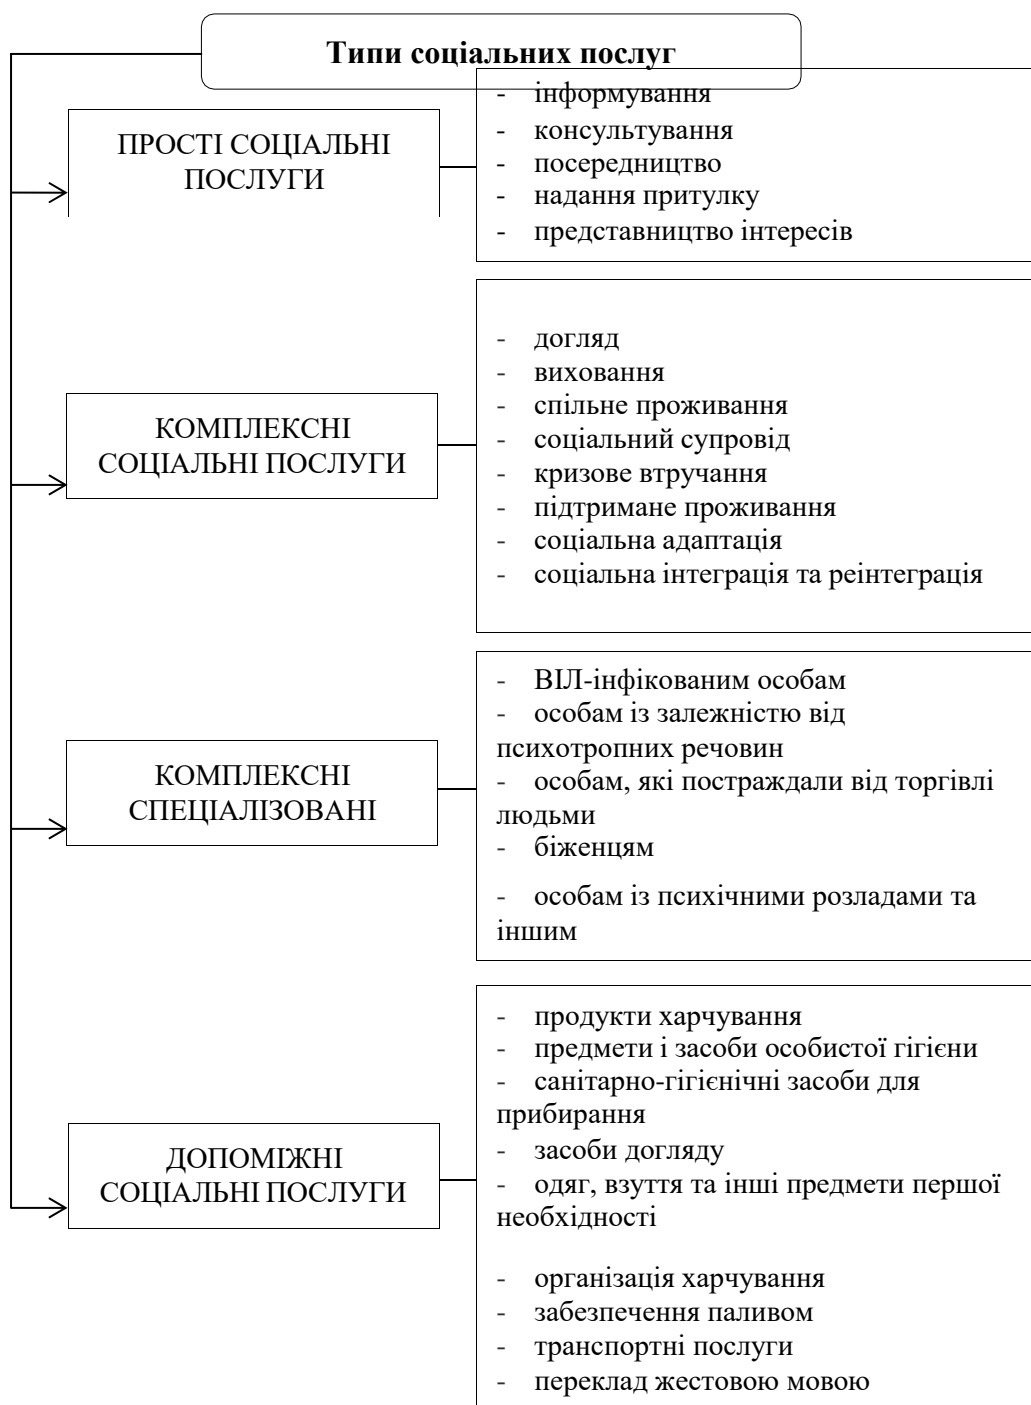 Типи соціальних послуг
ПРОСТІ СОЦІАЛЬНІ
ПОСЛУГИ
- інформування
- консультування
- посередництво
- надання притулку
- представництво інтересів
КОМПЛЕКСНІ
СОЦІАЛЬНІ ПОСЛУГИ
- догляд
- виховання
- спільне проживання
- соціальний супровід
- кризове втручання
- підтримане проживання
- соціальна адаптація
- соціальна інтеграція та реінтеграція
КОМПЛЕКСНІ
СПЕЦІАЛІЗОВАНІ
- ВІЛ-інфікованим особам
- особам із залежністю від
психотропних речовин
- особам, які постраждали від торгівлі
людьми
- біженцям
- особам із психічними розладами та
іншим
ДОПОМІЖНІ
СОЦІАЛЬНІ ПОСЛУГИ
- продукти харчування
- предмети і засоби особистої гігієни
- санітарно-гігієнічні засоби для
прибирання
- засоби догляду
- одяг, взуття та інші предмети першої
необхідності
- організація харчування
- забезпечення паливом
- транспортні послуги
- переклад жестовою мовою